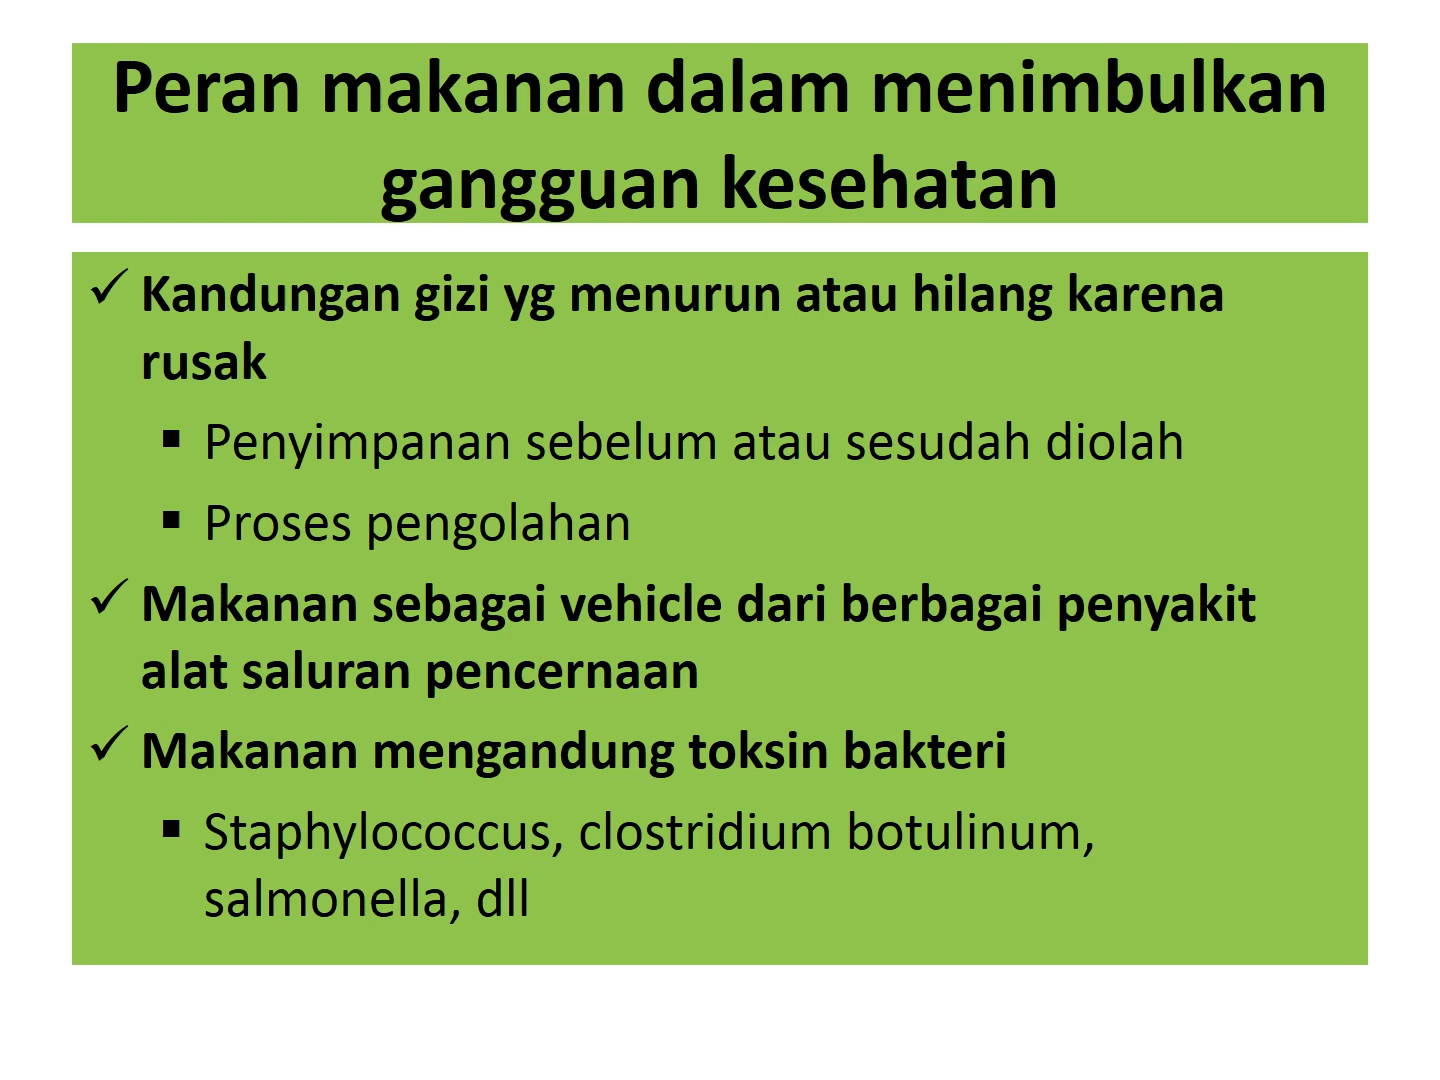 Peran makanan dalam menimbulkan
gangguan kesehatan
✓ Kandungan gizi yg menurun atau hilang karena
rusak
▪ Penyimpanan sebelum atau sesudah diolah
▪ Proses pengolahan
✓ Makanan sebagai vehicle dari berbagai penyakit
alat saluran pencernaan
✓ Makanan mengandung toksin bakteri
▪ Staphylococcus, clostridium botulinum,
salmonella, dll